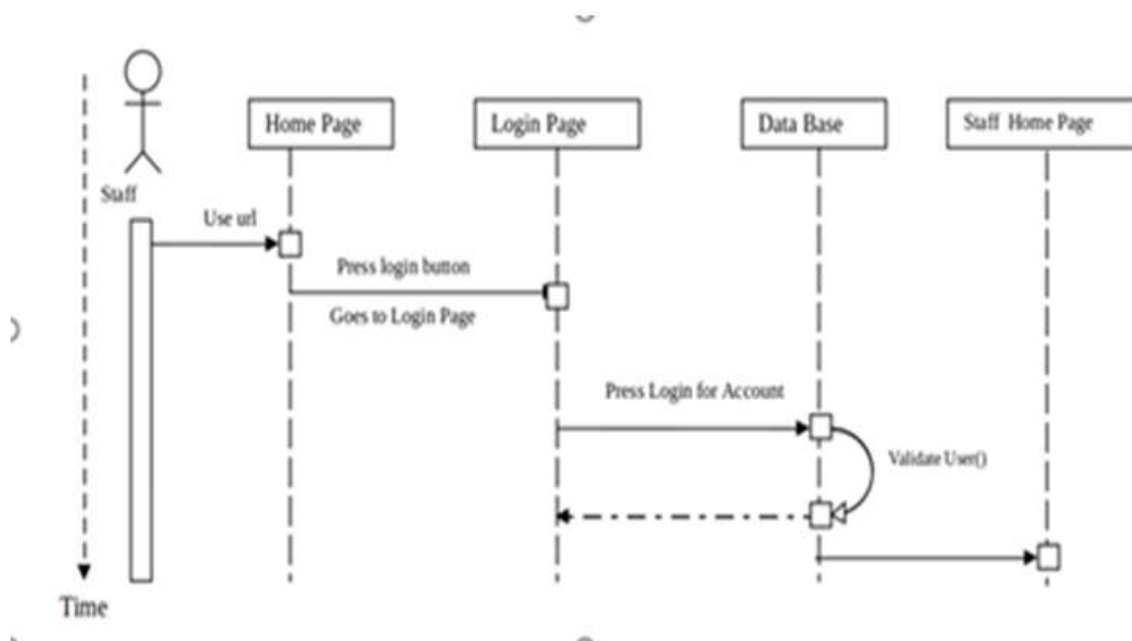 Home Page
Login Page
Data Base
Staff Home Page
Staff
Use url
Press login button
Goes to Login Page
Press Login for Account
Validate User()
Time